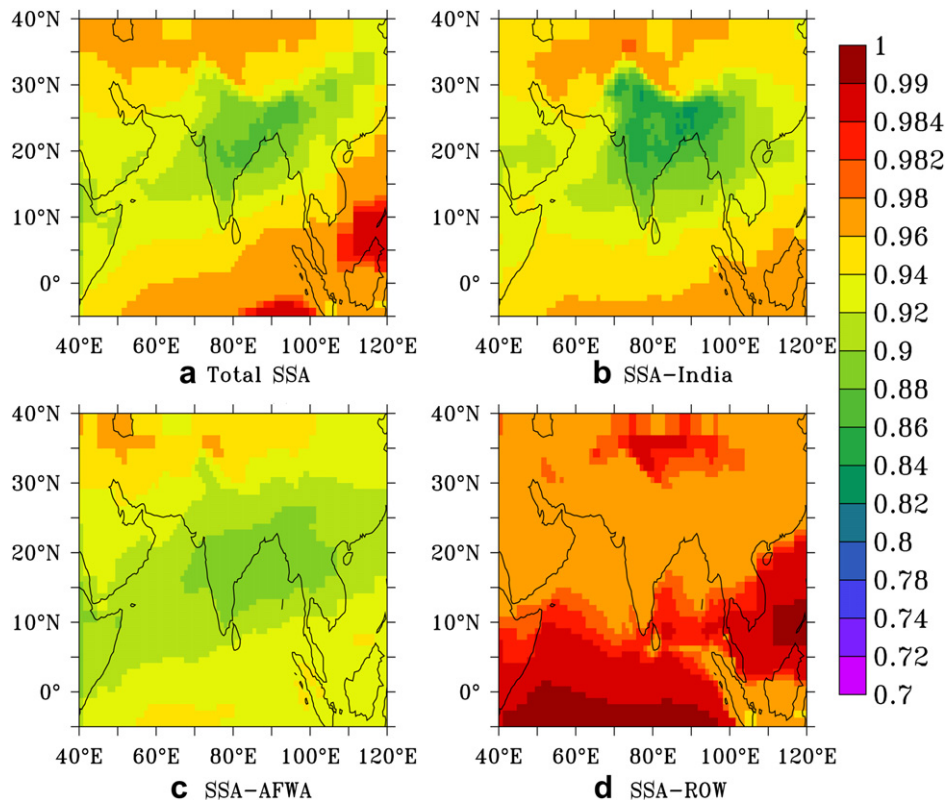 40°N
30°N
20°N
10°N
0°
40°E 60°E 80°E 100°E 120°E
a Total SSA
40°N
30°N
20°N
10°N
0°
40°E 60°E 80°E 100°E 120°E
b SSA-India
40°N
30°N
20°N
10°N
0°
40°E 60°E 80°E 100°E 120°E
c SSA-AFWA
40°N
30°N
20°N
10°N
0°
40°E 60°E 80°E 100°E 120°E
d SSA-ROW
1
0.99
0.984
0.982
0.98
0.96
0.94
0.92
0.9
0.88
0.86
0.84
0.82
0.8
0.78
0.74
0.72
0.7